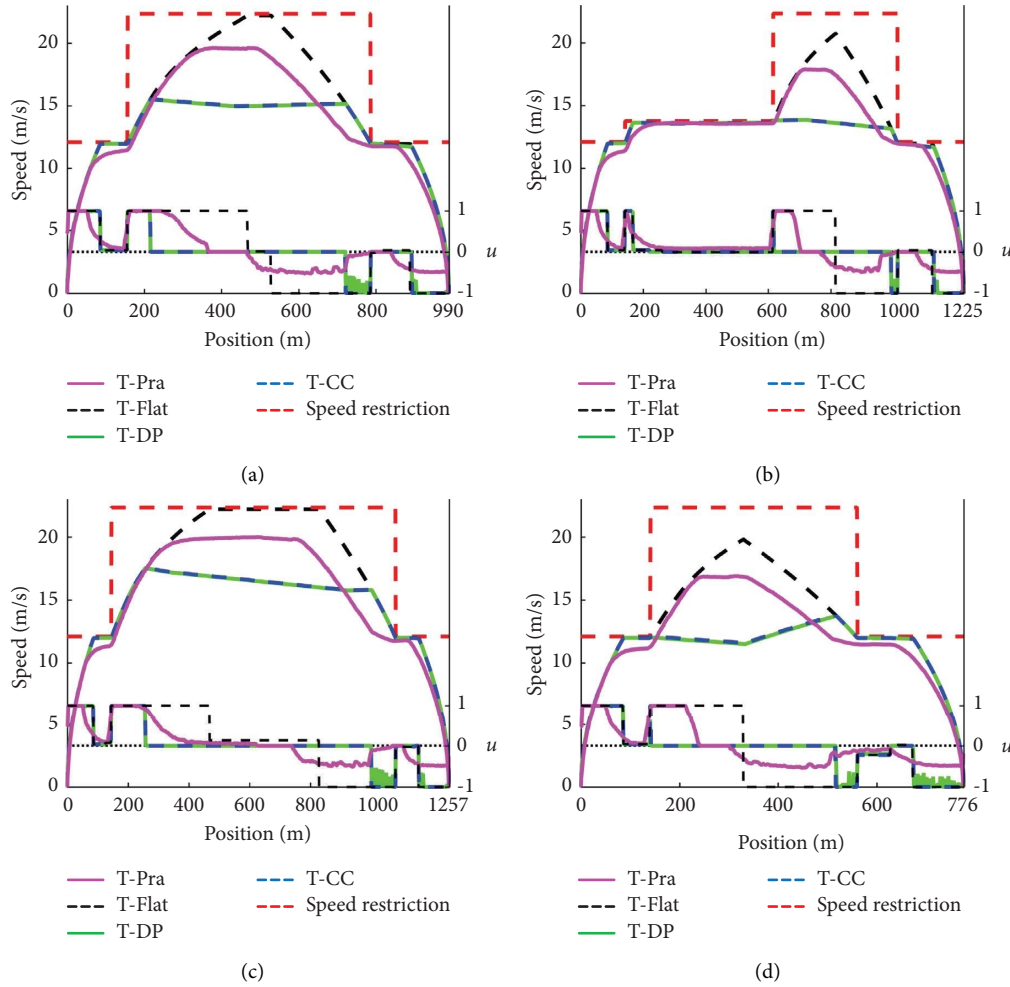 20
15
10
5
0
Speed (m/s)
1
0
-1
u
0 200 400 600 800 990
Position (m)
T-Pra
T-Flat
T-DP
T-CC
Speed restriction
(a)
20
15
10
5
0
Speed (m/s)
1
0
-1
u
0 200 400 600 800 1000 1225
Position (m)
T-Pra
T-Flat
T-DP
T-CC
Speed restriction
(b)
20
15
10
5
0
Speed (m/s)
1
0
-1
u
0 200 400 600 800 1000 1257
Position (m)
T-Pra
T-Flat
T-DP
T-CC
Speed restriction
(c)
20
15
10
5
0
Speed (m/s)
1
0
-1
u
0 200 400 600 776
Position (m)
T-Pra
T-Flat
T-DP
T-CC
Speed restriction
(d)